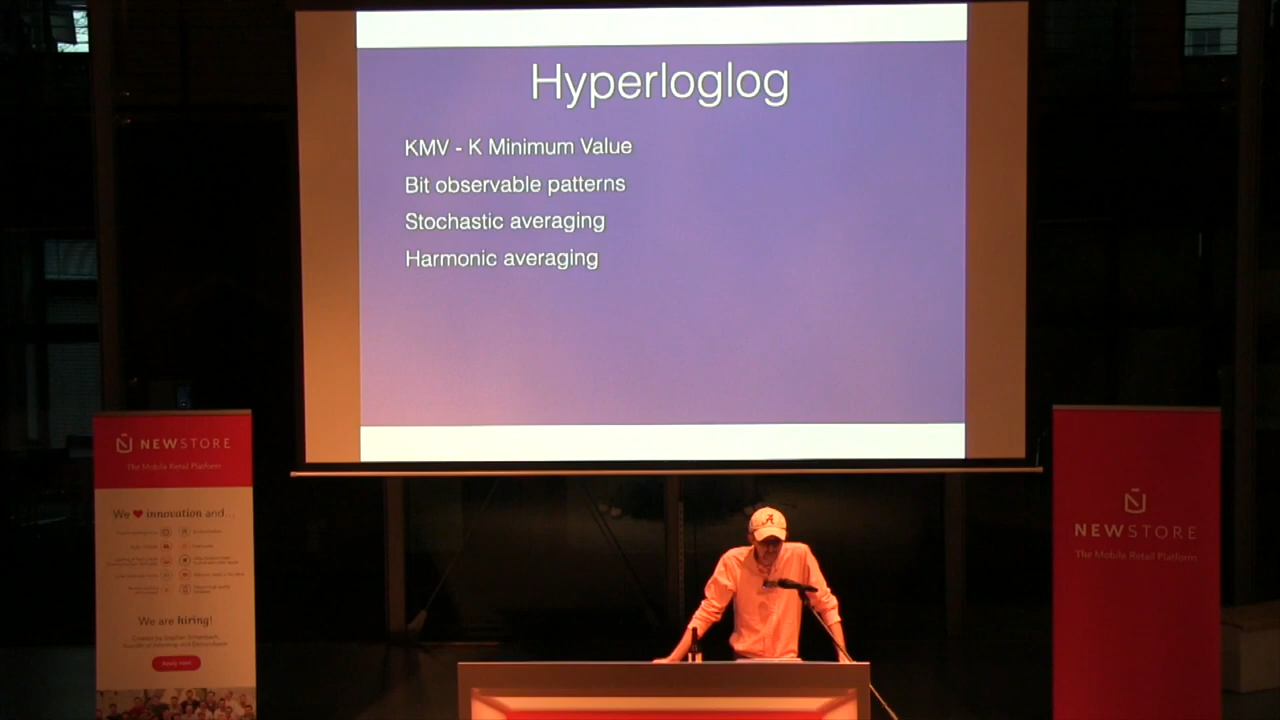 Hyperloglog
KMV - K Minimum Value
Bit observable patterns
Stochastic averaging
Harmonic averaging
NEWSTORE
The Mobile Retail Platform
We innovation and...
We are hiring!
Apply now
NEWSTORE
The Mobile Retail Platform
A